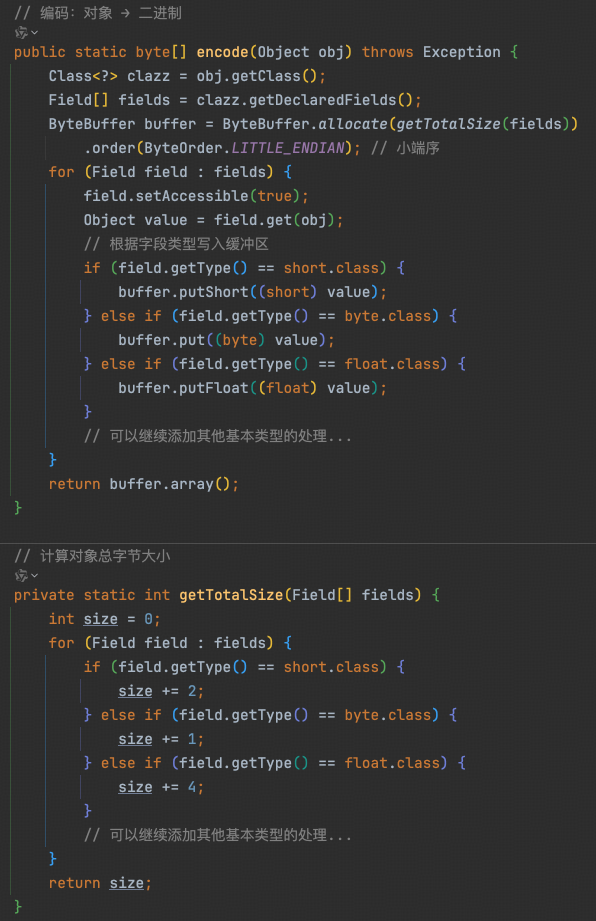 // 编码：对象 → 二进制
public static byte[] encode(Object obj) throws Exception {
    Class<?> clazz = obj.getClass();
    Field[] fields = clazz.getDeclaredFields();
    ByteBuffer buffer = ByteBuffer.allocate(getTotalSize(fields))
            .order(ByteOrder.LITTLE_ENDIAN); // 小端序
    for (Field field : fields) {
        field.setAccessible(true);
        Object value = field.get(obj);
        // 根据字段类型写入缓冲区
        if (field.getType() == short.class) {
            buffer.putShort((short) value);
        } else if (field.getType() == byte.class) {
            buffer.put((byte) value);
        } else if (field.getType() == float.class) {
            buffer.putFloat((float) value);
        }
        // 可以继续添加其他基本类型的处理...
    }
    return buffer.array();
}
// 计算对象总字节大小
private static int getTotalSize(Field[] fields) {
    int size = 0;
    for (Field field : fields) {
        if (field.getType() == short.class) {
            size += 2;
        } else if (field.getType() == byte.class) {
            size += 1;
        } else if (field.getType() == float.class) {
            size += 4;
        }
        // 可以继续添加其他基本类型的处理...
    }
    return size;
}